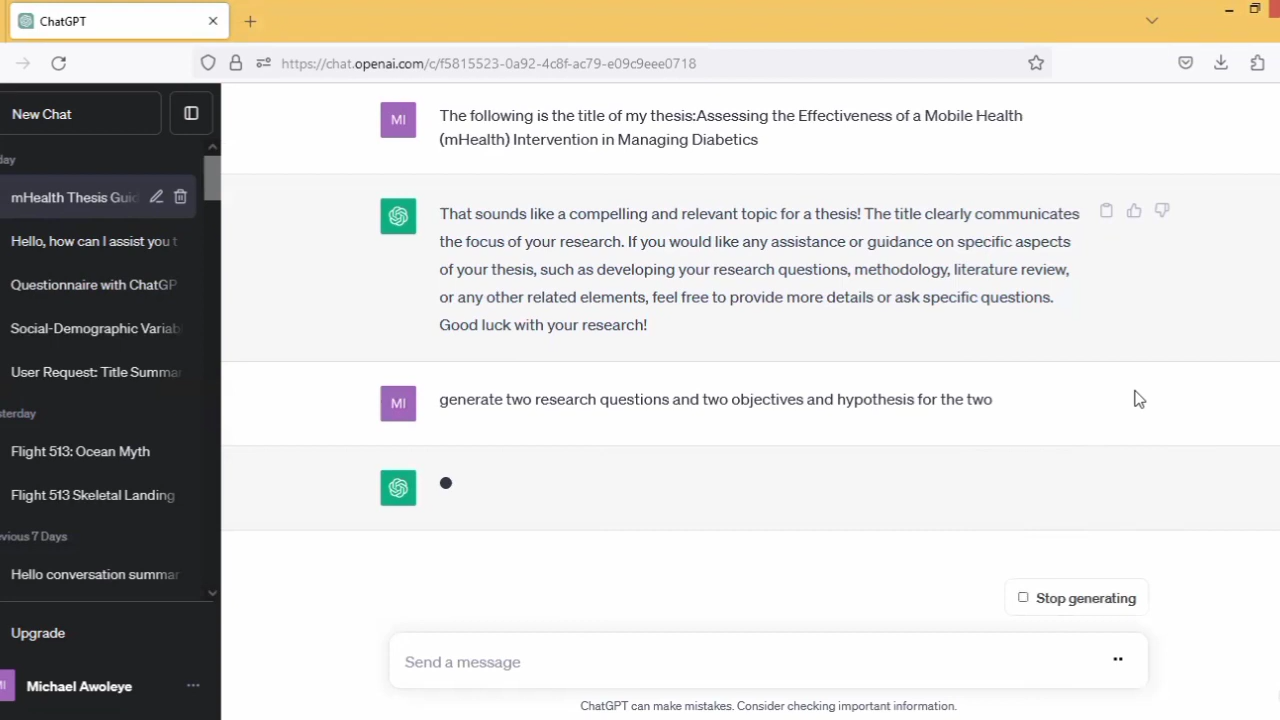 ChatGPT
https://chat.openai.com/c/f5815523-0a92-4c8f-ac79-e09c9eee0718
New Chat
day
mHealth Thesis Guid
Hello, how can I assist you t
Questionnaire with ChatGP
Social-Demographic Variab
User Request: Title Summar
sterday
Flight 513: Ocean Myth
Flight 513 Skeletal Landing
evious 7 Days
Hello conversation summar
Upgrade
MI
Michael Awoleye
MI
The following is the title of my thesis:Assessing the Effectiveness of a Mobile Health
(mHealth) Intervention in Managing Diabetics
That sounds like a compelling and relevant topic for a thesis! The title clearly communicates
the focus of your research. If you would like any assistance or guidance on specific aspects
of your thesis, such as developing your research questions, methodology, literature review,
or any other related elements, feel free to provide more details or ask specific questions.
Good luck with your research!
MI
generate two research questions and two objectives and hypothesis for the two
Stop generating
Send a message
ChatGPT can make mistakes. Consider checking important information.